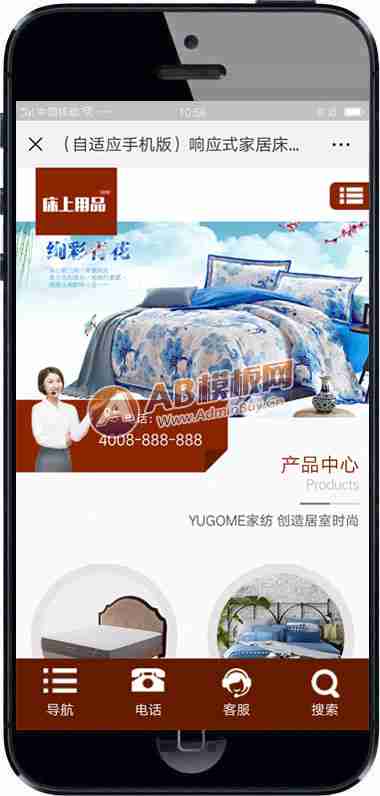 中国移动
10:56
（自适应手机版）响应式家居床...
床上用品
绚彩青花
AB模板网
www.AdminBuy.Cn
电话：
4008-888-888
产品中心
Products
YUGOME家纺 创造居室时尚
导航
电话
客服
搜索